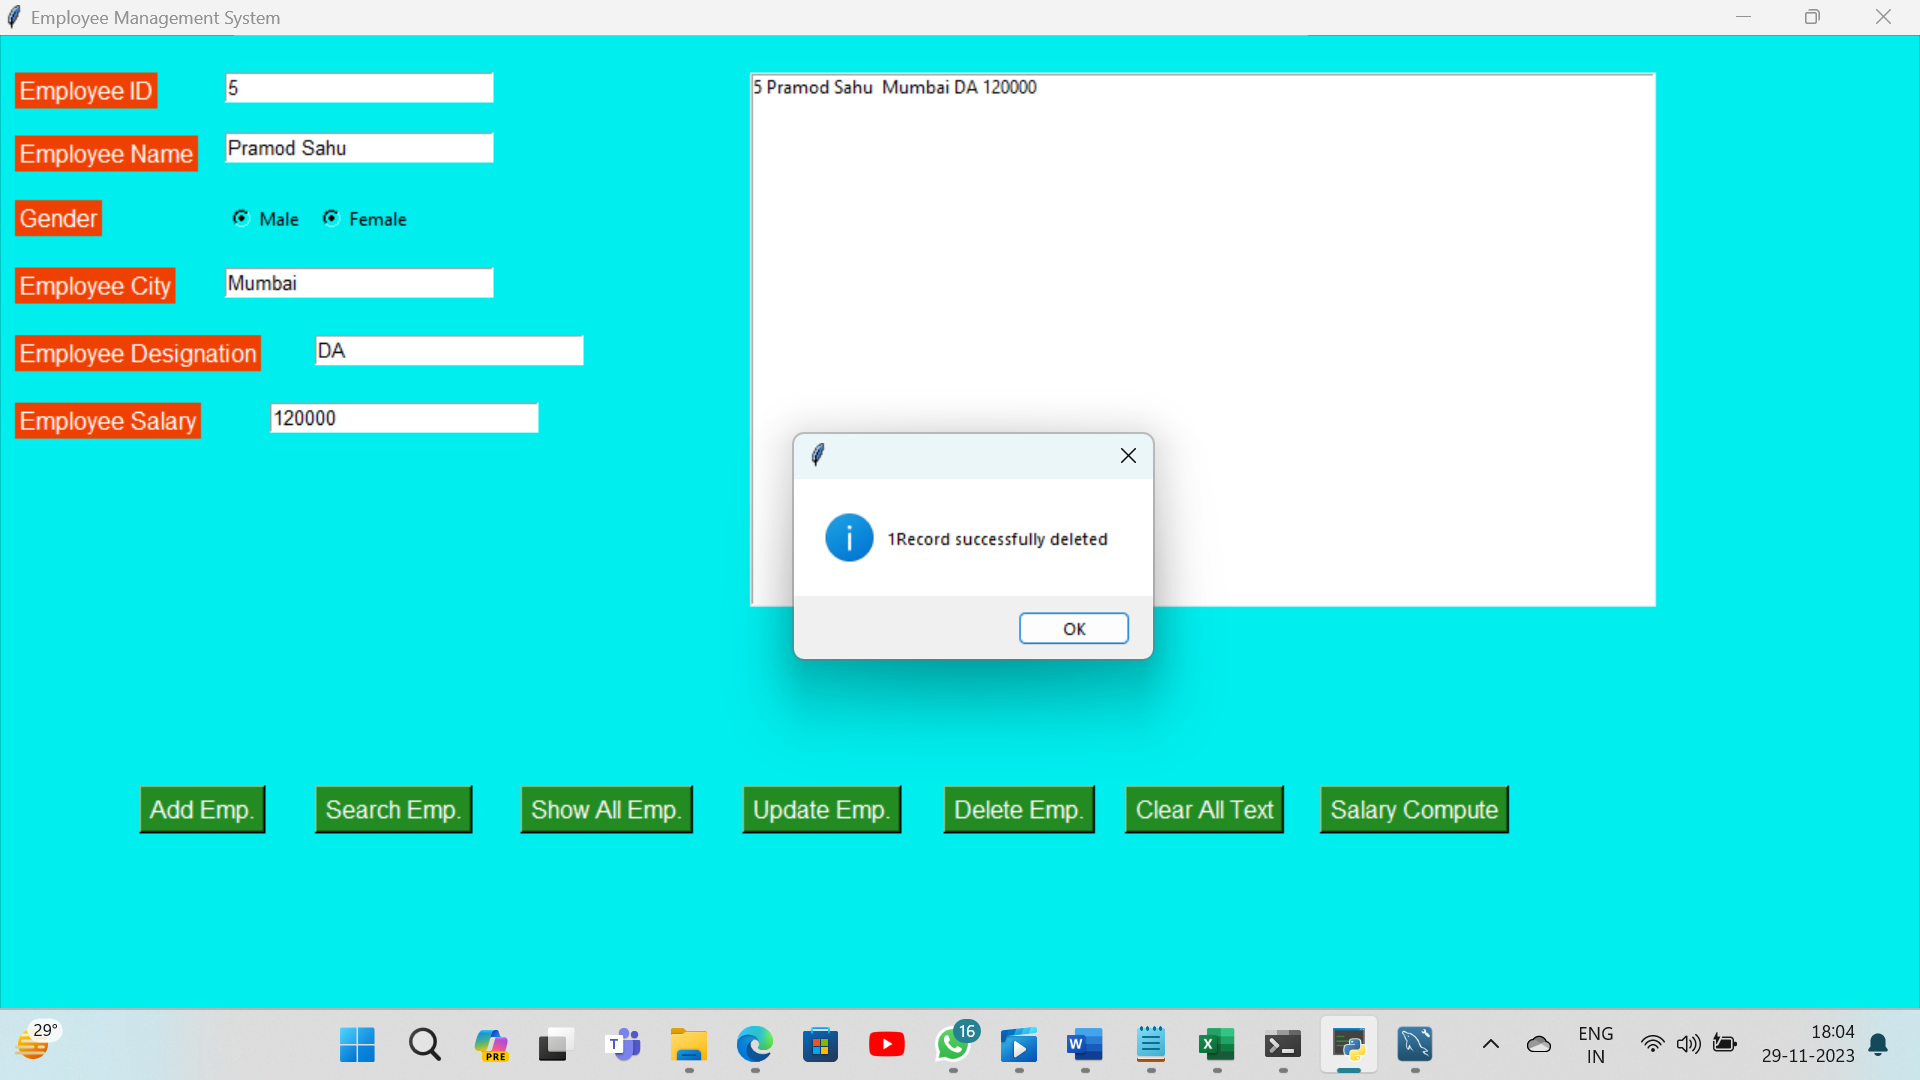 Employee Management System
Employee ID
5
Employee Name
Pramod Sahu
Gender
Male
Female
Employee City
Mumbai
Employee Designation
DA
Employee Salary
120000
5 Pramod Sahu  Mumbai DA 120000
i
1Record successfully deleted
OK
Add Emp.
Search Emp.
Show All Emp.
Update Emp.
Delete Emp.
Clear All Text
Salary Compute
29°
PRE
T
16
W
X
ENG
IN
18:04
29-11-2023